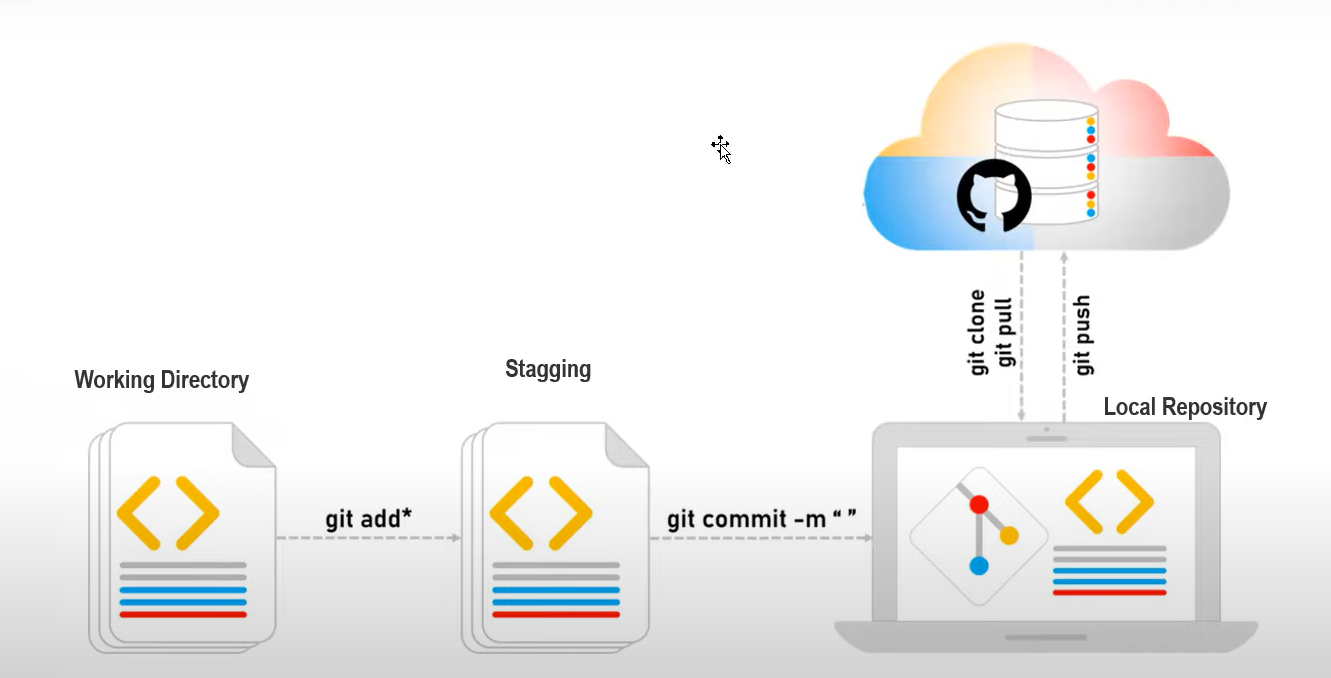 git clone
git pull
git push
Working Directory
Stagging
Local Repository
git add*
git commit -m “ ”